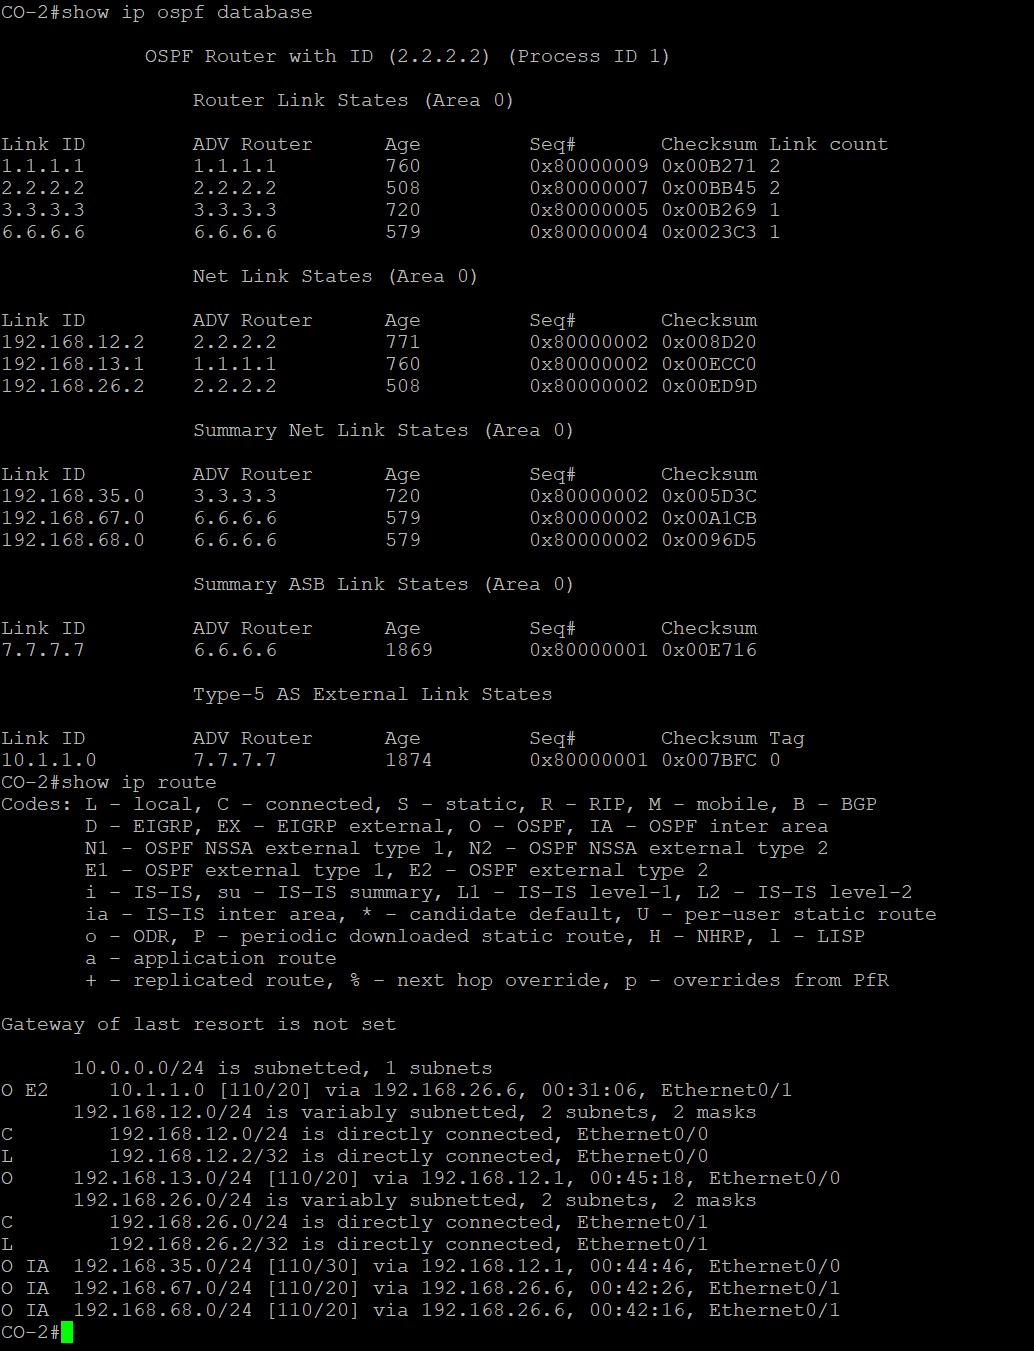 CO-2#show ip ospf database
OSPF Router with ID (2.2.2.2) (Process ID 1)
Router Link States (Area 0)
Link ID ADV Router Age Seq# Checksum Link count
1.1.1.1 1.1.1.1 760 0x80000009 0x00B271 2
2.2.2.2 2.2.2.2 508 0x80000007 0x00BB45 2
3.3.3.3 3.3.3.3 720 0x80000005 0x00B269 1
6.6.6.6 6.6.6.6 579 0x80000004 0x0023C3 1
Net Link States (Area 0)
Link ID ADV Router Age Seq# Checksum
192.168.12.2 2.2.2.2 771 0x80000002 0x008D20
192.168.13.1 1.1.1.1 760 0x80000002 0x00ECC0
192.168.26.2 2.2.2.2 508 0x80000002 0x00ED9D
Summary Net Link States (Area 0)
Link ID ADV Router Age Seq# Checksum
192.168.35.0 3.3.3.3 720 0x80000002 0x005D3C
192.168.67.0 6.6.6.6 579 0x80000002 0x00A1CB
192.168.68.0 6.6.6.6 579 0x80000002 0x0096D5
Summary ASB Link States (Area 0)
Link ID ADV Router Age Seq# Checksum
7.7.7.7 6.6.6.6 1869 0x80000001 0x00E716
Type-5 AS External Link States
Link ID ADV Router Age Seq# Checksum Tag
10.1.1.0 7.7.7.7 1874 0x80000001 0x007BFC 0
CO-2#show ip route
Codes: L - local, C - connected, S - static, R - RIP, M - mobile, B - BGP
D - EIGRP, EX - EIGRP external, O - OSPF, IA - OSPF inter area
N1 - OSPF NSSA external type 1, N2 - OSPF NSSA external type 2
E1 - OSPF external type 1, E2 - OSPF external type 2
i - IS-IS, su - IS-IS summary, L1 - IS-IS level-1, L2 - IS-IS level-2
ia - IS-IS inter area, * - candidate default, U - per-user static route
o - ODR, P - periodic downloaded static route, H - NHRP, l - LISP
a - application route
+ - replicated route, % - next hop override, p - overrides from PfR
Gateway of last resort is not set
10.0.0.0/24 is subnetted, 1 subnets
O E2 10.1.1.0 [110/20] via 192.168.26.6, 00:31:06, Ethernet0/1
192.168.12.0/24 is variably subnetted, 2 subnets, 2 masks
C 192.168.12.0/24 is directly connected, Ethernet0/0
L 192.168.12.2/32 is directly connected, Ethernet0/0
O 192.168.13.0/24 [110/20] via 192.168.12.1, 00:45:18, Ethernet0/0
192.168.26.0/24 is variably subnetted, 2 subnets, 2 masks
C 192.168.26.0/24 is directly connected, Ethernet0/1
L 192.168.26.2/32 is directly connected, Ethernet0/1
O IA 192.168.35.0/24 [110/30] via 192.168.12.1, 00:44:46, Ethernet0/0
O IA 192.168.67.0/24 [110/20] via 192.168.26.6, 00:42:26, Ethernet0/1
O IA 192.168.68.0/24 [110/20] via 192.168.26.6, 00:42:16, Ethernet0/1
CO-2#